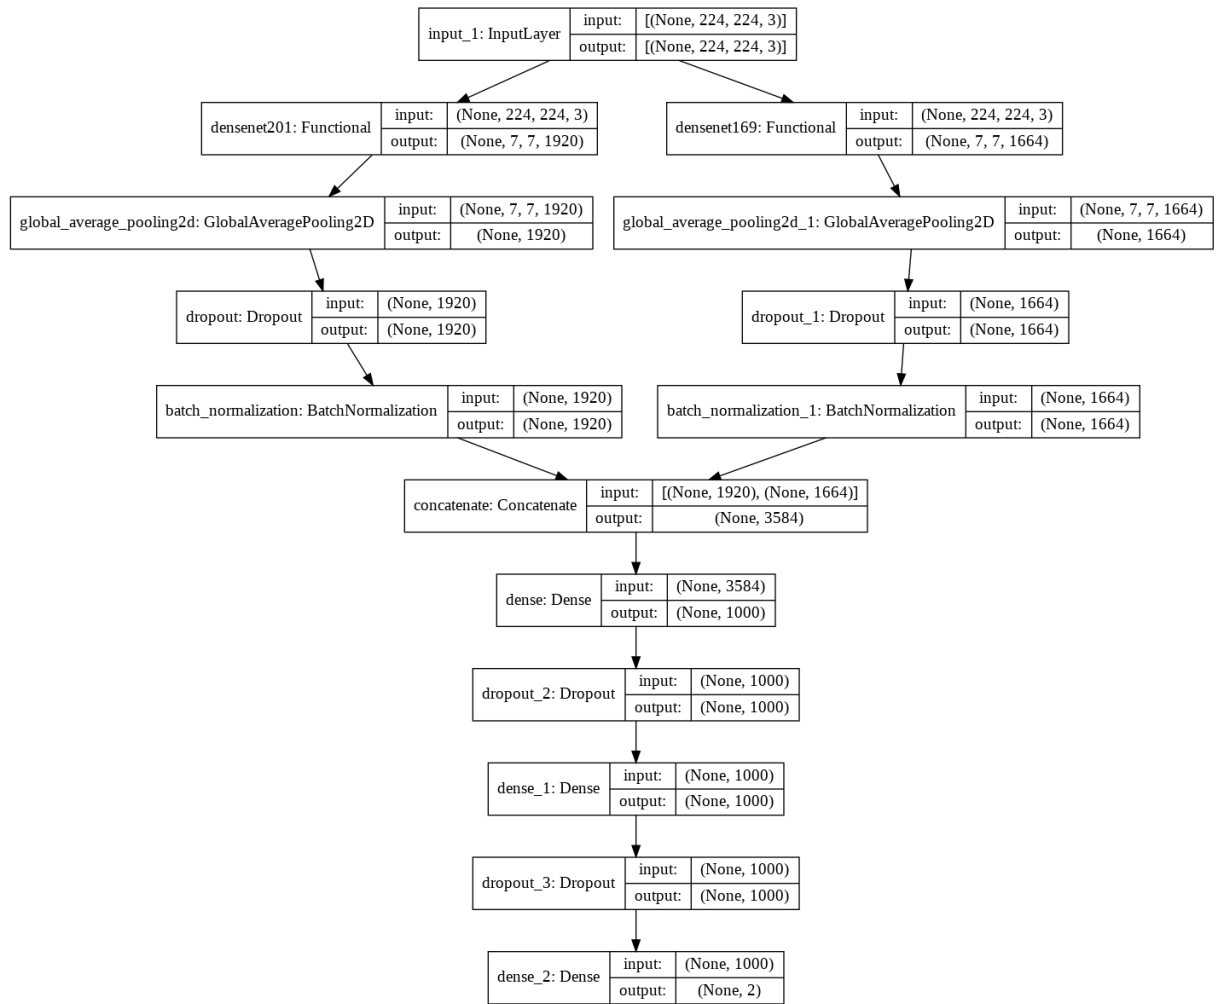 input_1: InputLayer
input: [(None, 224, 224, 3)]
output: [(None, 224, 224, 3)]
densenet201: Functional
input: (None, 224, 224, 3)
output: (None, 7, 7, 1920)
densenet169: Functional
input: (None, 224, 224, 3)
output: (None, 7, 7, 1664)
global_average_pooling2d: GlobalAveragePooling2D
input: (None, 7, 7, 1920)
output: (None, 1920)
global_average_pooling2d_1: GlobalAveragePooling2D
input: (None, 7, 7, 1664)
output: (None, 1664)
dropout: Dropout
input: (None, 1920)
output: (None, 1920)
dropout_1: Dropout
input: (None, 1664)
output: (None, 1664)
batch_normalization: BatchNormalization
input: (None, 1920)
output: (None, 1920)
batch_normalization_1: BatchNormalization
input: (None, 1664)
output: (None, 1664)
concatenate: Concatenate
input: [(None, 1920), (None, 1664)]
output: (None, 3584)
dense: Dense
input: (None, 3584)
output: (None, 1000)
dropout_2: Dropout
input: (None, 1000)
output: (None, 1000)
dense_1: Dense
input: (None, 1000)
output: (None, 1000)
dropout_3: Dropout
input: (None, 1000)
output: (None, 1000)
dense_2: Dense
input: (None, 1000)
output: (None, 2)